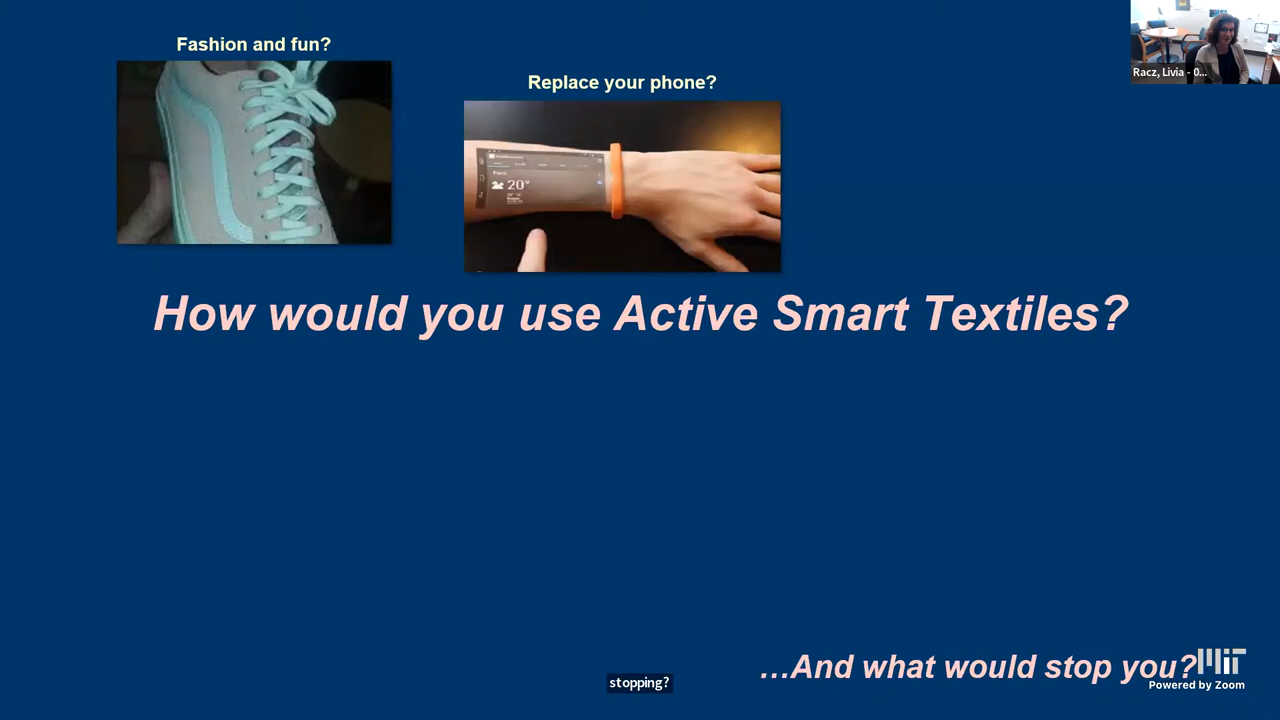 Fashion and fun?
Replace your phone?
Racz, Livia - 0...
20°
How would you use Active Smart Textiles?
...And what would stop you?
MIT
Powered by Zoom
stopping?